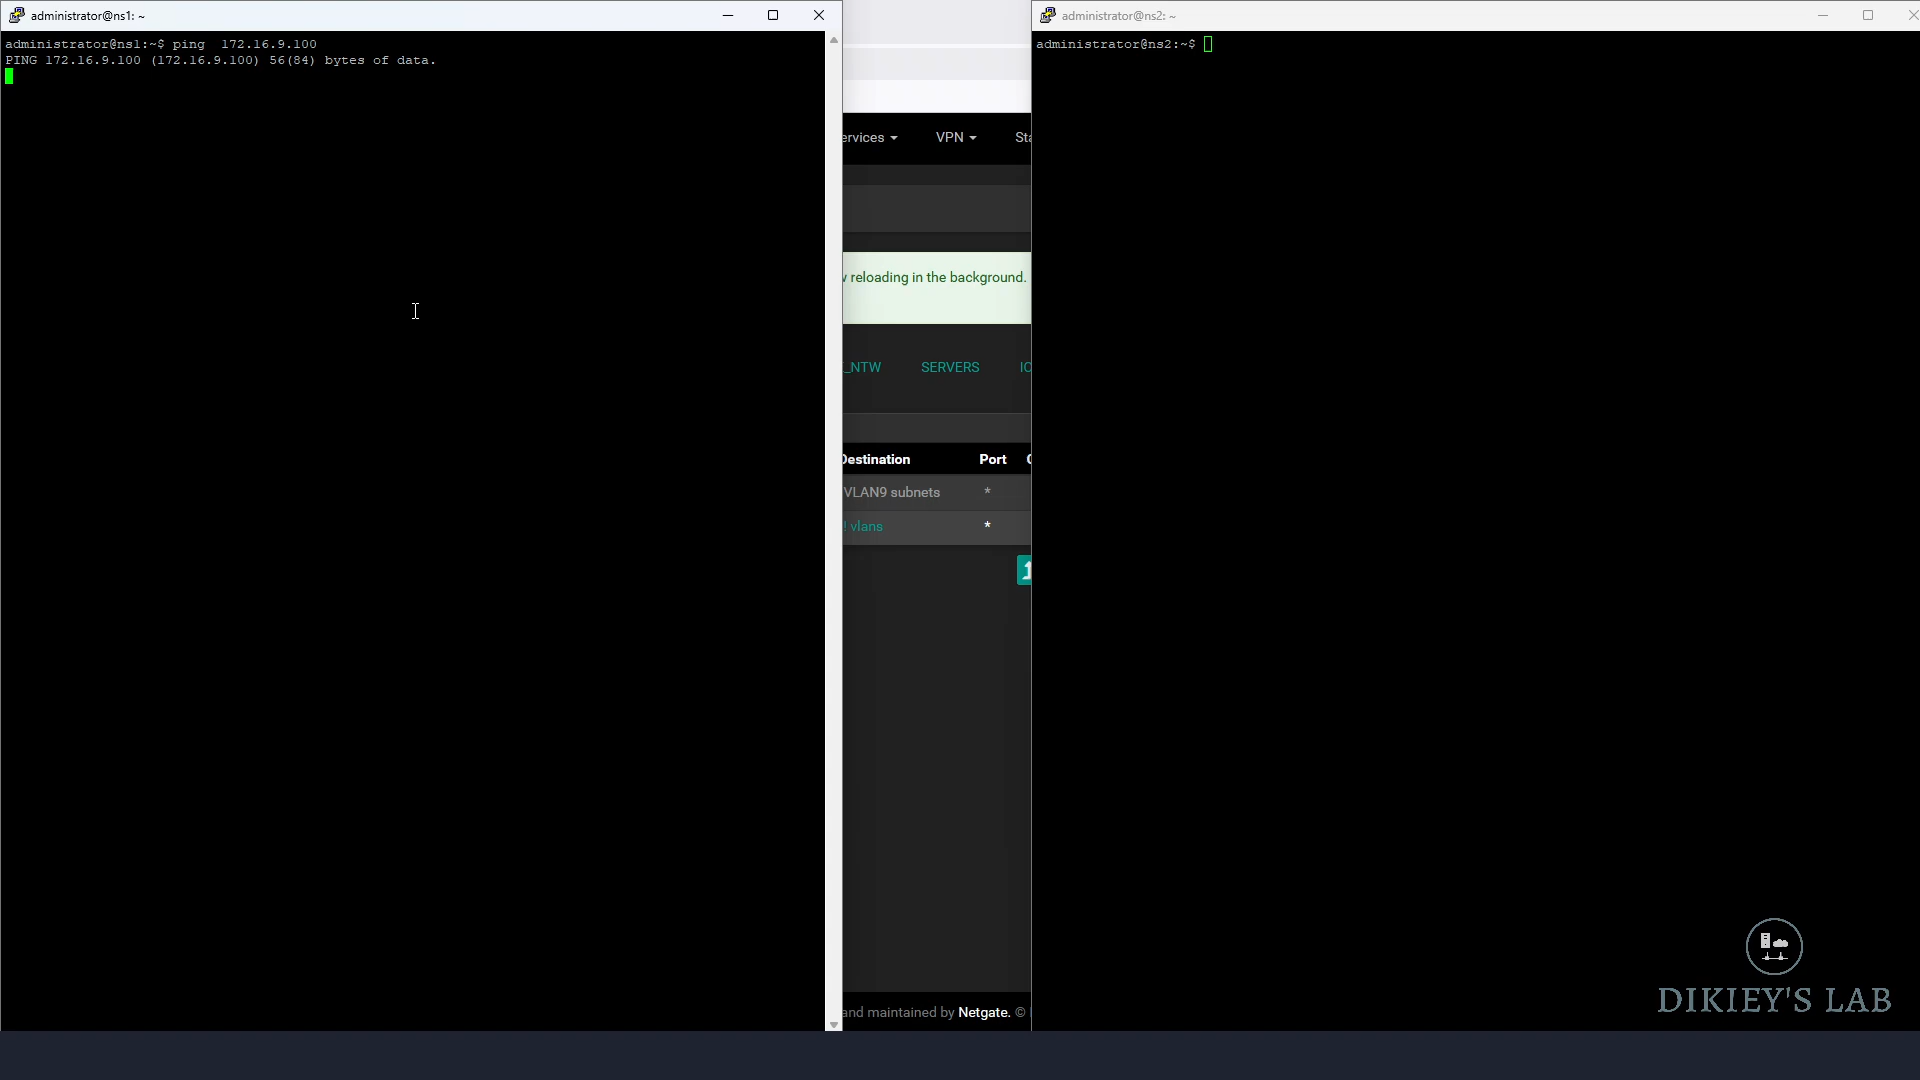 administrator@ns1: ~
administrator@ns1:~$ ping  172.16.9.100
PING 172.16.9.100 (172.16.9.100) 56(84) bytes of data.
ervices
VPN
Sta
reloading in the background.
_NTW
SERVERS
Destination
Port
VLAN9 subnets
*
! vlans
*
and maintained by Netgate. ©
administrator@ns2: ~
administrator@ns2:~$
DIKIEY'S LAB